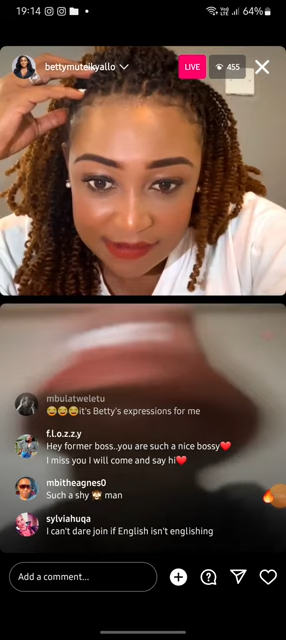 19:14
64%
bettymuteikyallo
LIVE
455
mbulatweletu
😂😂😂it's Betty's expressions for me
f.l.o.z.z.y
Hey former boss..you are such a nice bossy❤️
I miss you I will come and say hi❤️
mbitheagnes0
Such a shy man
sylviahuqa
I can't dare join if English isn't englishing
Add a comment...